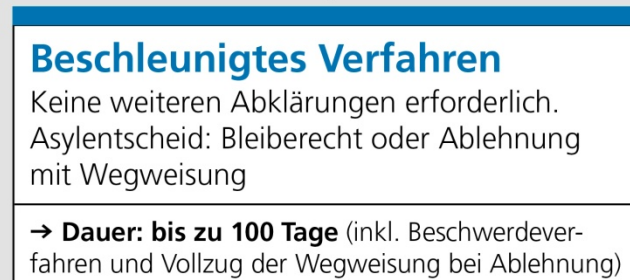 Beschleunigtes Verfahren
Keine weiteren Abklärungen erforderlich.
Asylentscheid: Bleiberecht oder Ablehnung
mit Wegweisung
→ Dauer: bis zu 100 Tage (inkl. Beschwerdever-
fahren und Vollzug der Wegweisung bei Ablehnung)